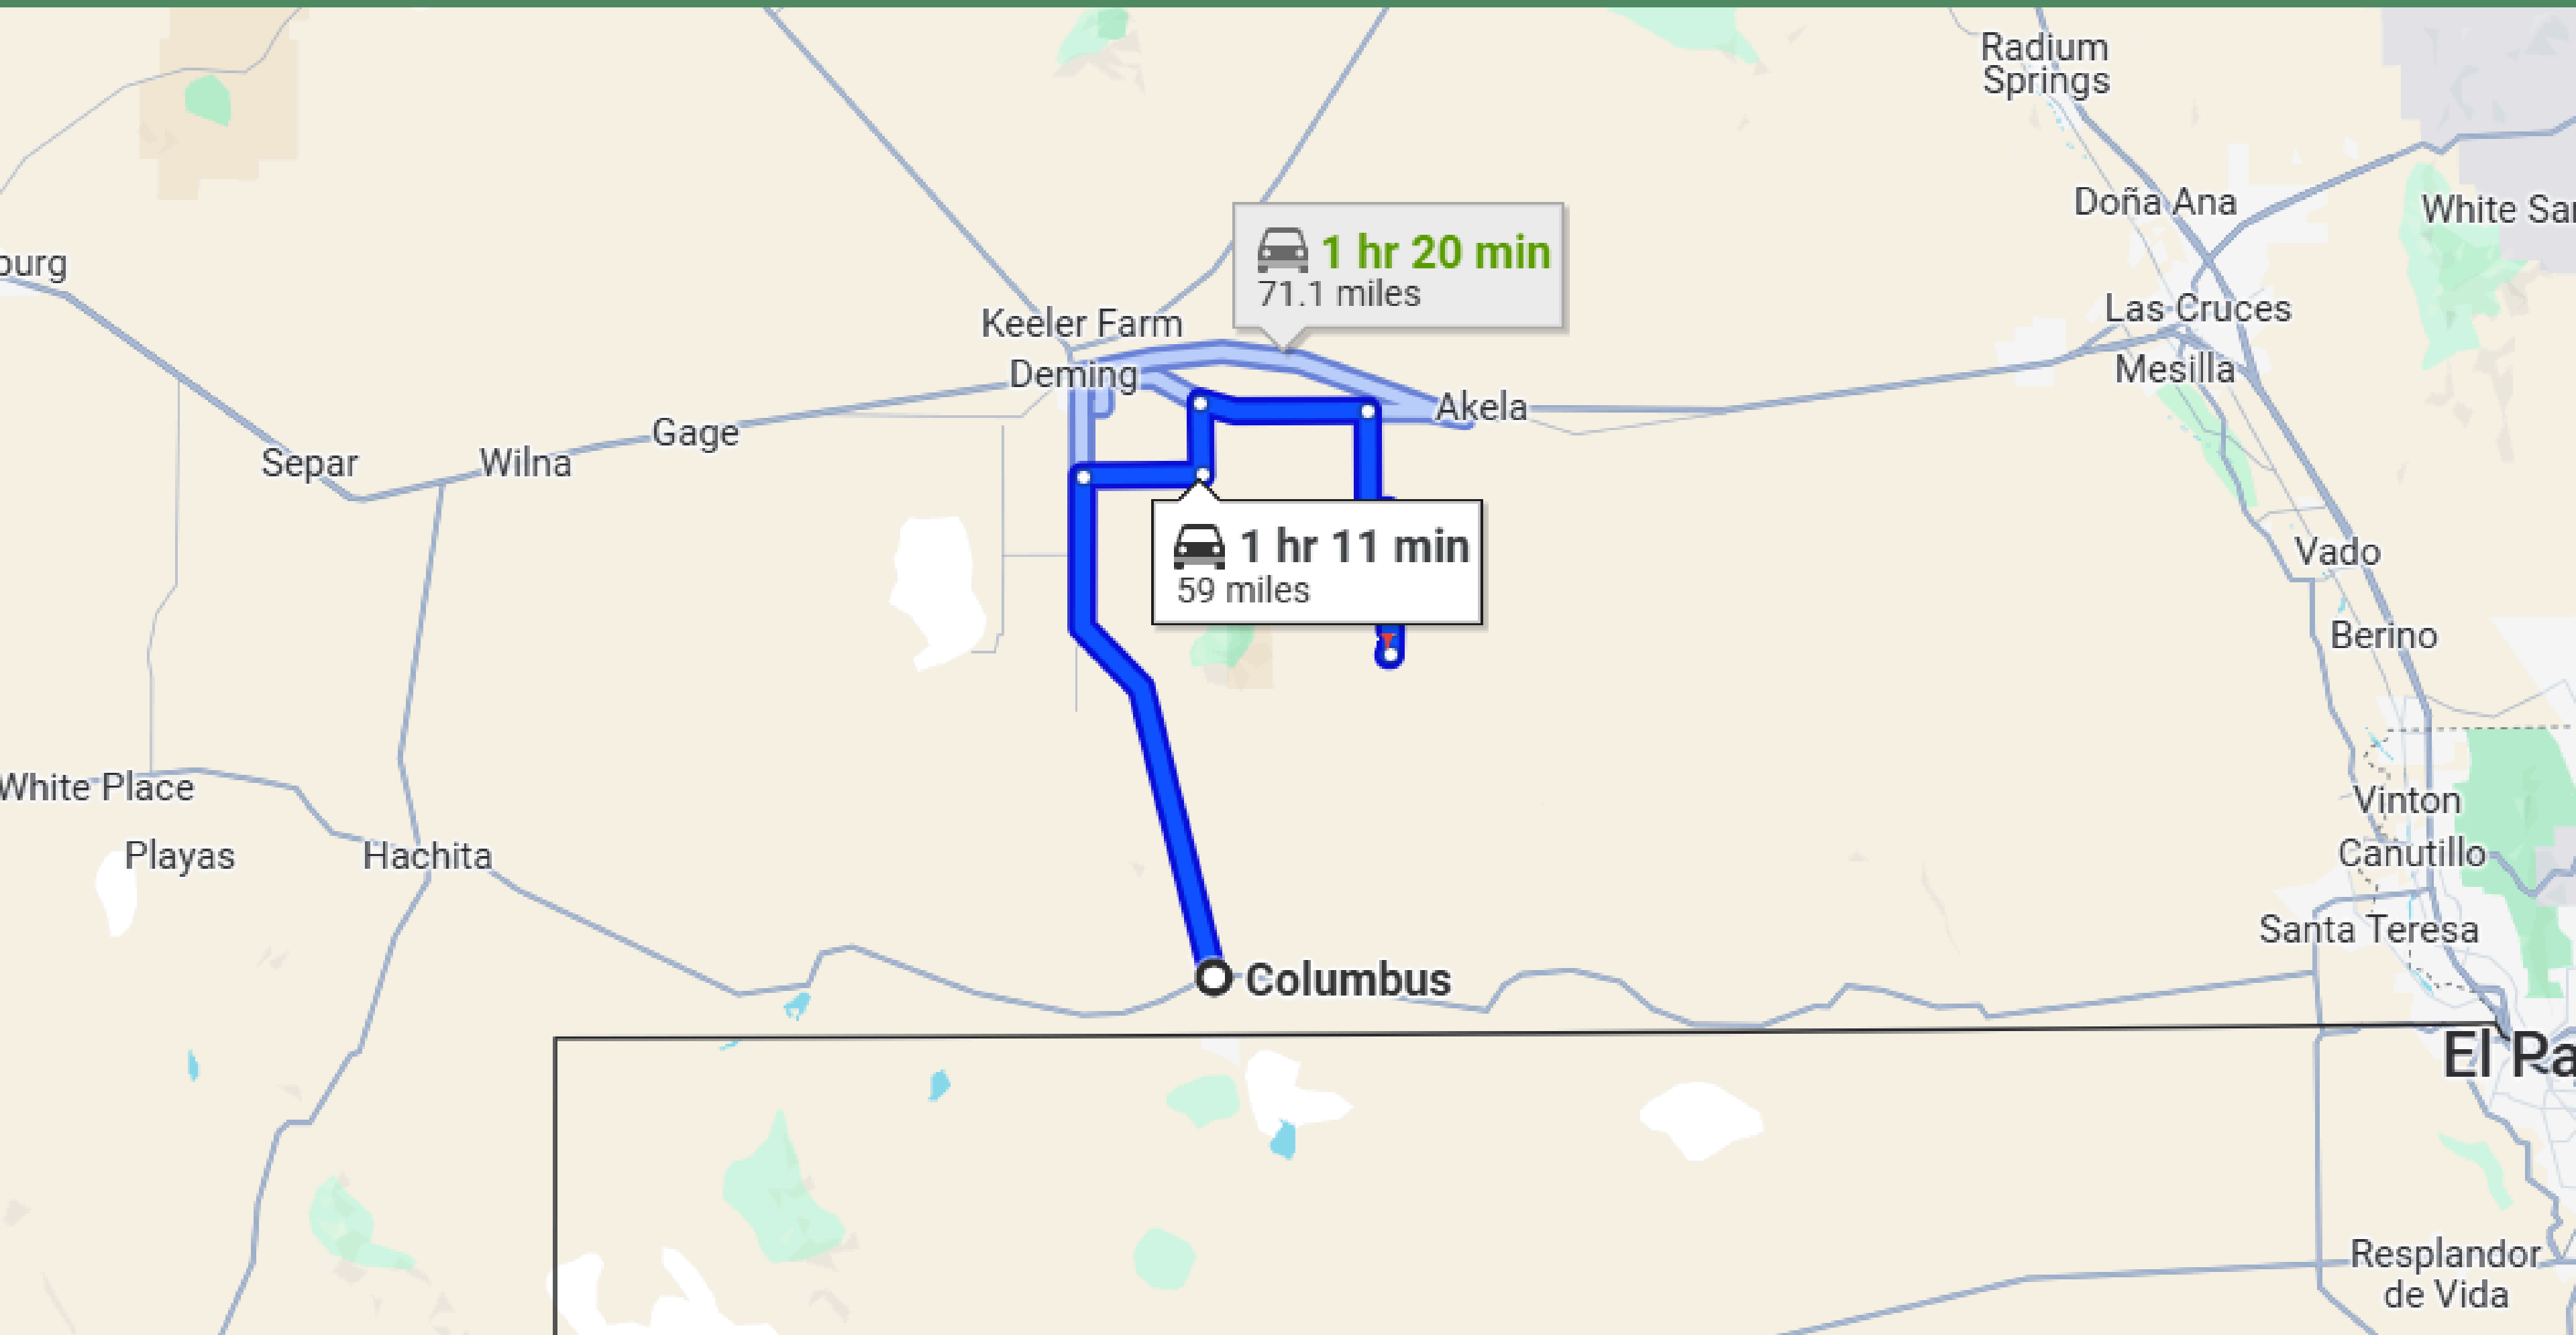 Radium
Springs
Doña Ana
White Sa
ourg
1 hr 20 min
71.1 miles
Keeler Farm
Las Cruces
Deming
Mesilla
Akela
Gage
Separ
Wilna
1 hr 11 min
59 miles
Vado
Berino
White Place
Vinton
Playas
Hachita
Canutillo
Santa Teresa
Columbus
El Pa
Resplandor
de Vida